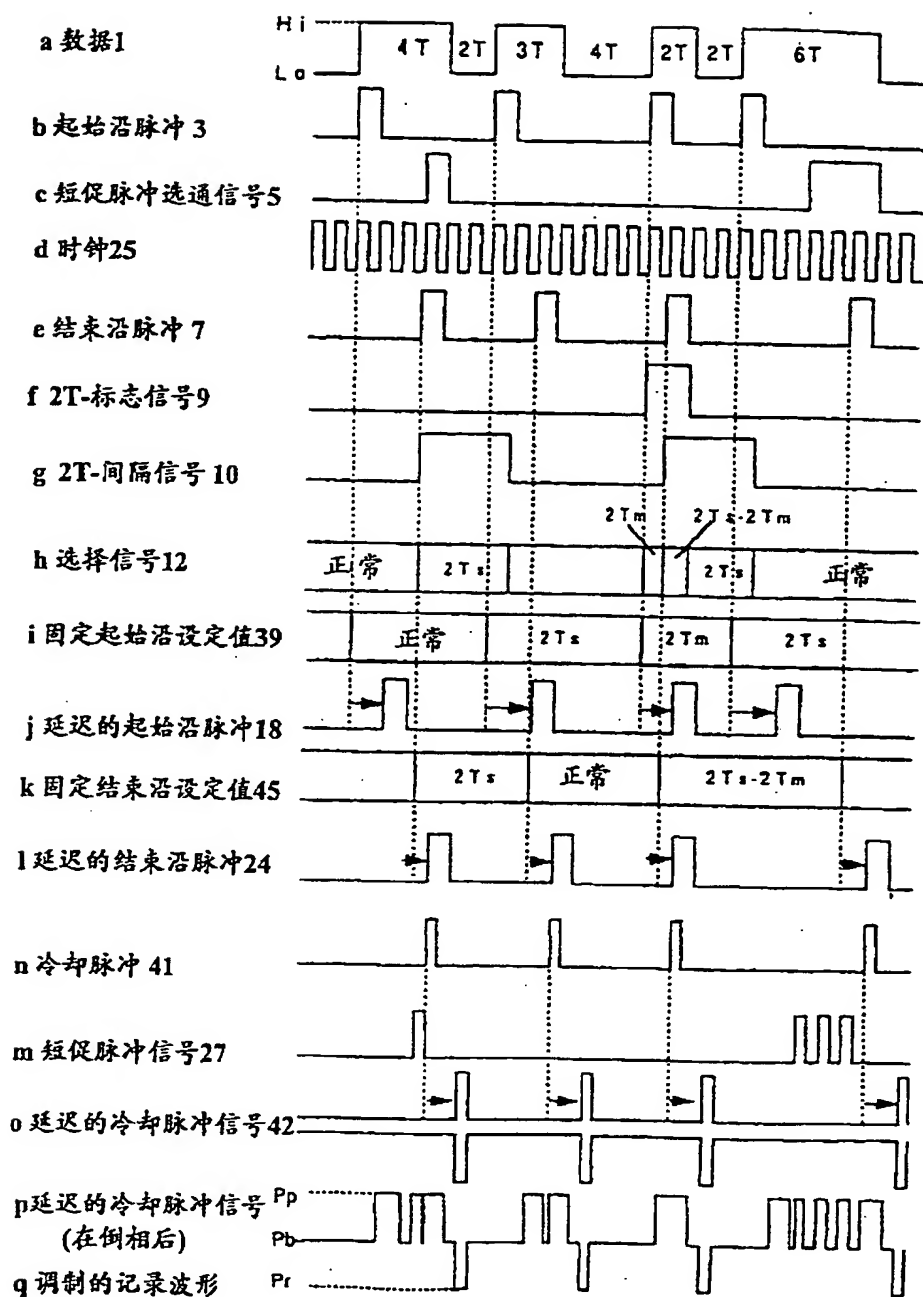 Hi
a 数据1
4T 2T 3T 4T 2T 2T 6T
Lo
b 起始沿脉冲 3
c 短促脉冲选通信号5
d 时钟25
e 结束沿脉冲 7
f 2T-标志信号9
g 2T-间隔信号 10
2Tm 2Ts-2Tm
h 选择信号12 正常 2Ts 2Ts 正常
i 固定起始沿设定值39 正常 2Ts 2Tm 2Ts
j 延迟的起始沿脉冲18
k 固定结束沿设定值45 2Ts 正常 2Ts-2Tm
l 延迟的结束沿脉冲24
n 冷却脉冲 41
m 短促脉冲信号27
o 延迟的冷却脉冲信号42
p延迟的冷却脉冲信号 Pp
(在倒相后) Pb
q 调制的记录波形 Pr